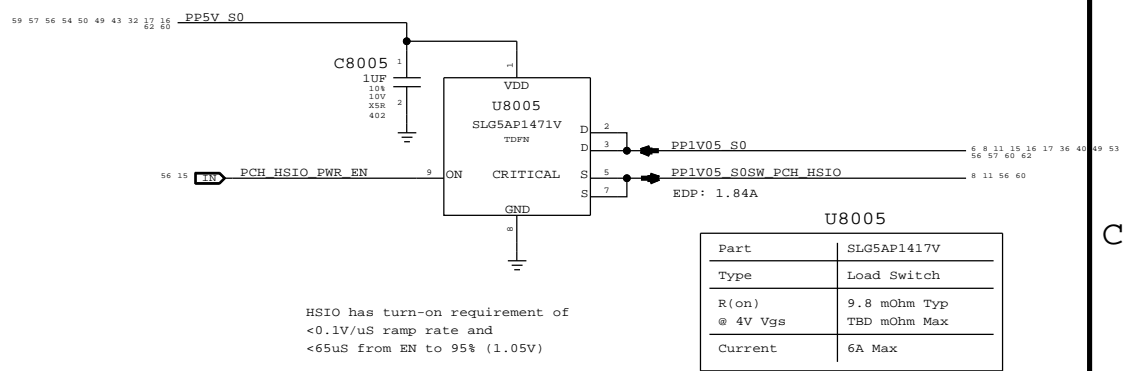 59 57 56 54 50 49 43 32 17 16 PP5V_S0
62 60
C8005 1
1UF
10%
10V
X5R 2
402
1
VDD
U8005
SLG5AP1471V
TDFN
D 2
D 3 PP1V05_S0 6 8 11 15 16 17 36 40 49 53
56 57 60 62
56 15 IN PCH_HSIO_PWR_EN 9 ON CRITICAL S 5 PP1V05_S0SW_PCH_HSIO 8 11 56 60
S 7 EDP: 1.84A
GND
8
C
U8005
Part SLG5AP1417V
Type Load Switch
R(on) 9.8 mOhm Typ
@ 4V Vgs TBD mOhm Max
Current 6A Max
HSIO has turn-on requirement of
<0.1V/uS ramp rate and
<65uS from EN to 95% (1.05V)